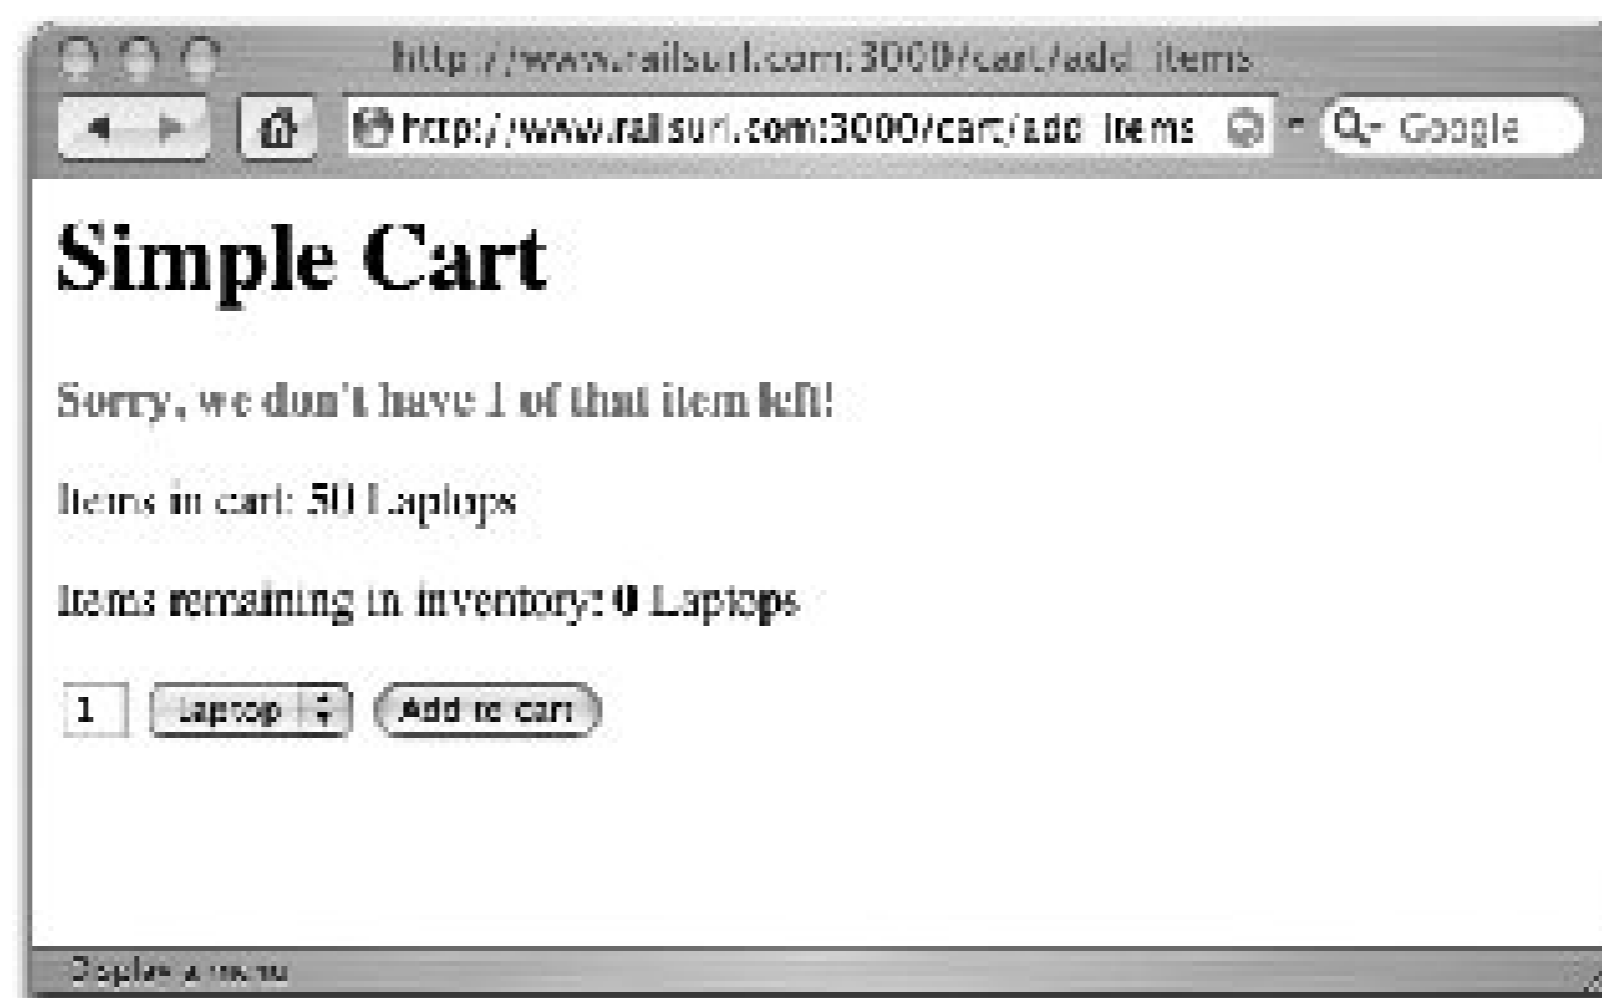 http://www.railsurl.com:3000/cart/add_items
http://www.railsurl.com:3000/cart/add_items Google
Simple Cart
Sorry, we don't have 1 of that item left!
Items in cart: 50 Laptops
Items remaining in inventory: 0 Laptops
1 Laptop Add to cart
Display a menu